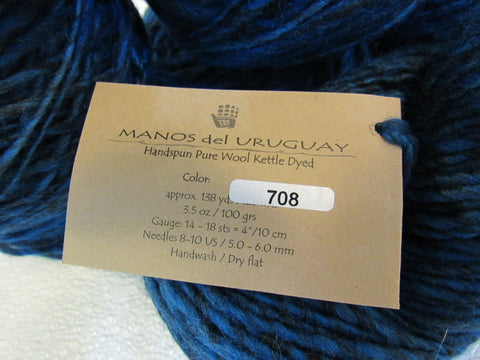 MANOS del URUGUAY
Handspun Pure Wool Kettle Dyed
Color: 708
approx. 138 yd.
3.5 oz / 100 grs
Gauge: 14 - 18 sts = 4"/10 cm
Needles 8-10 US / 5.0 - 6.0 mm
Handwash / Dry flat